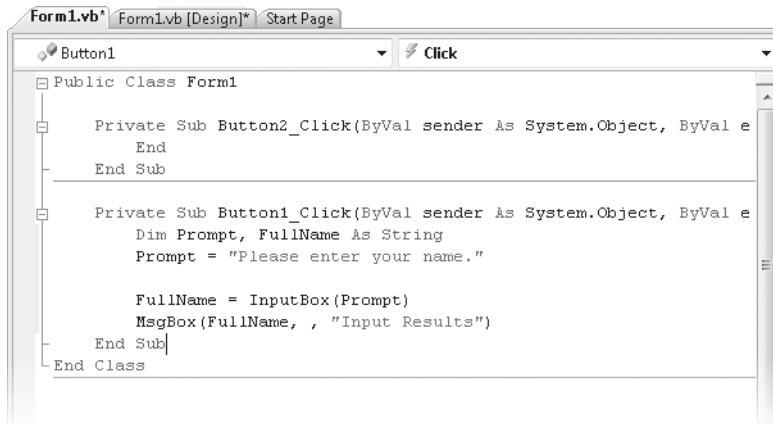 Form1.vb* Form1.vb [Design]* Start Page
Button1 Click
Public Class Form1
Private Sub Button2_Click(ByVal sender As System.Object, ByVal e
End
End Sub
Private Sub Button1_Click(ByVal sender As System.Object, ByVal e
Dim Prompt, FullName As String
Prompt = "Please enter your name."
FullName = InputBox(Prompt)
MsgBox(FullName, , "Input Results")
End Sub
End Class